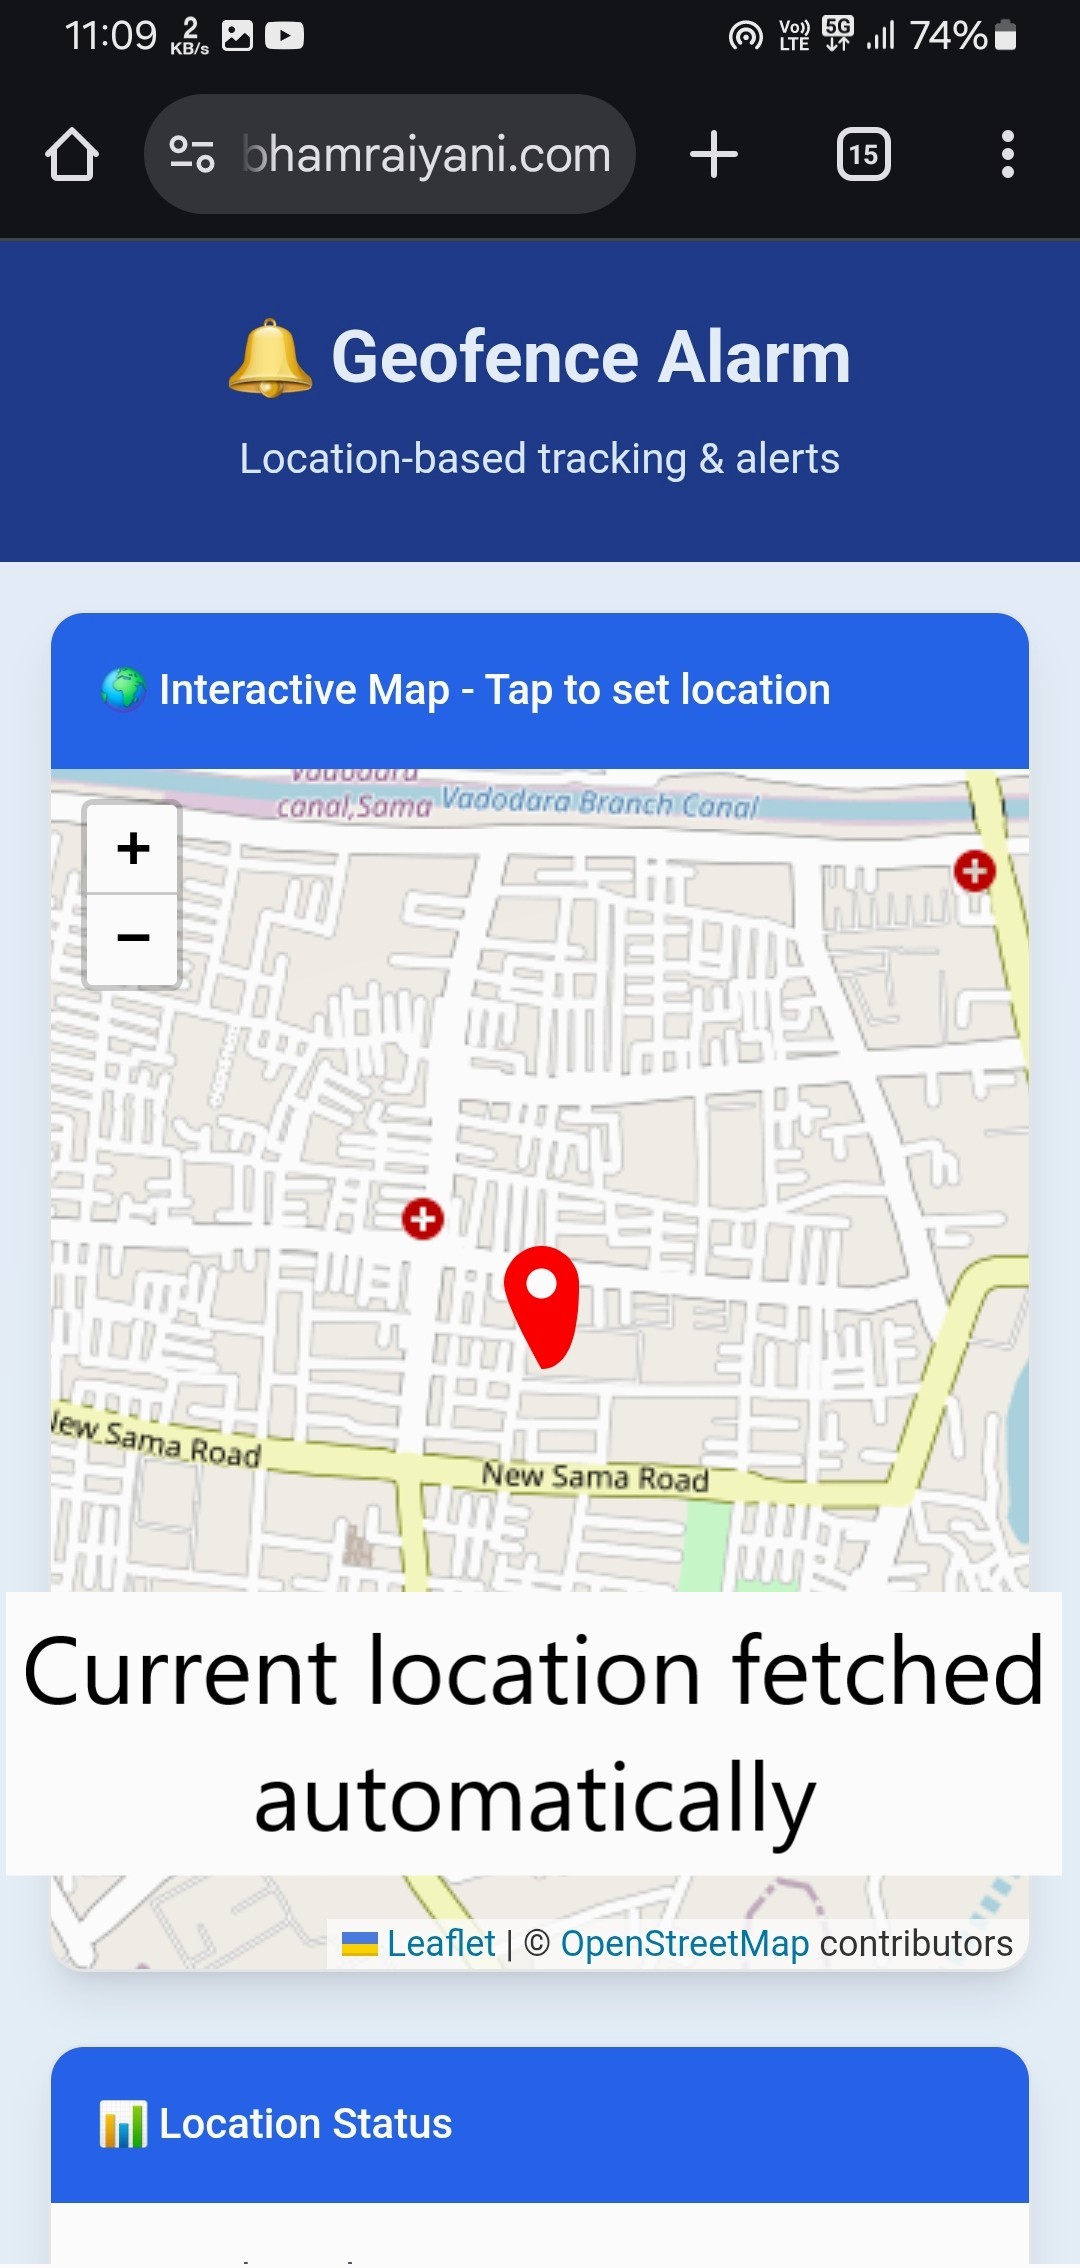 11:09 2 KB/s Vo)) LTE 5G 74%
bhamraiyani.com 15
🔔 Geofence Alarm
Location-based tracking & alerts
🌍 Interactive Map - Tap to set location
Vadodara
canal,Sama
Vadodara Branch Canal
+
−
New Sama Road
New Sama Road
Current location fetched
automatically
Leaflet | © OpenStreetMap contributors
📊 Location Status